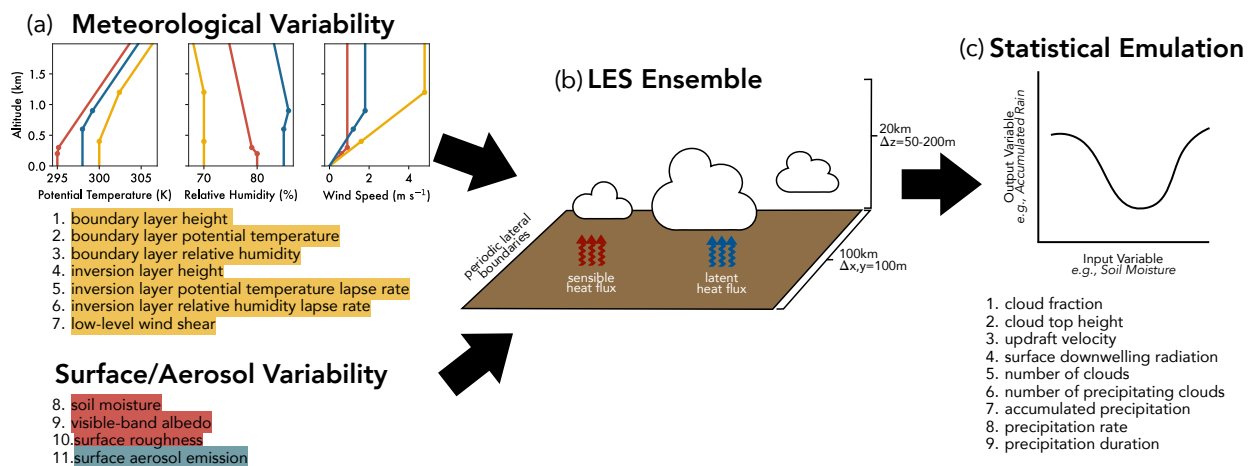 (a) Meteorological Variability
Altitude (km)
1.5
1.0
0.5
0.0
295 300 305
Potential Temperature (K)
70 80
Relative Humidity (%)
0 2 4
Wind Speed (m s⁻¹)
1. boundary layer height
2. boundary layer potential temperature
3. boundary layer relative humidity
4. inversion layer height
5. inversion layer potential temperature lapse rate
6. inversion layer relative humidity lapse rate
7. low-level wind shear
Surface/Aerosol Variability
8. soil moisture
9. visible-band albedo
10. surface roughness
11. surface aerosol emission
(b) LES Ensemble
20km
Δz=50-200m
periodic lateral
boundaries
sensible
heat flux
latent
heat flux
100km
Δx,y=100m
(c) Statistical Emulation
Output Variable
e.g., Accumulated Rain
Input Variable
e.g., Soil Moisture
1. cloud fraction
2. cloud top height
3. updraft velocity
4. surface downwelling radiation
5. number of clouds
6. number of precipitating clouds
7. accumulated precipitation
8. precipitation rate
9. precipitation duration